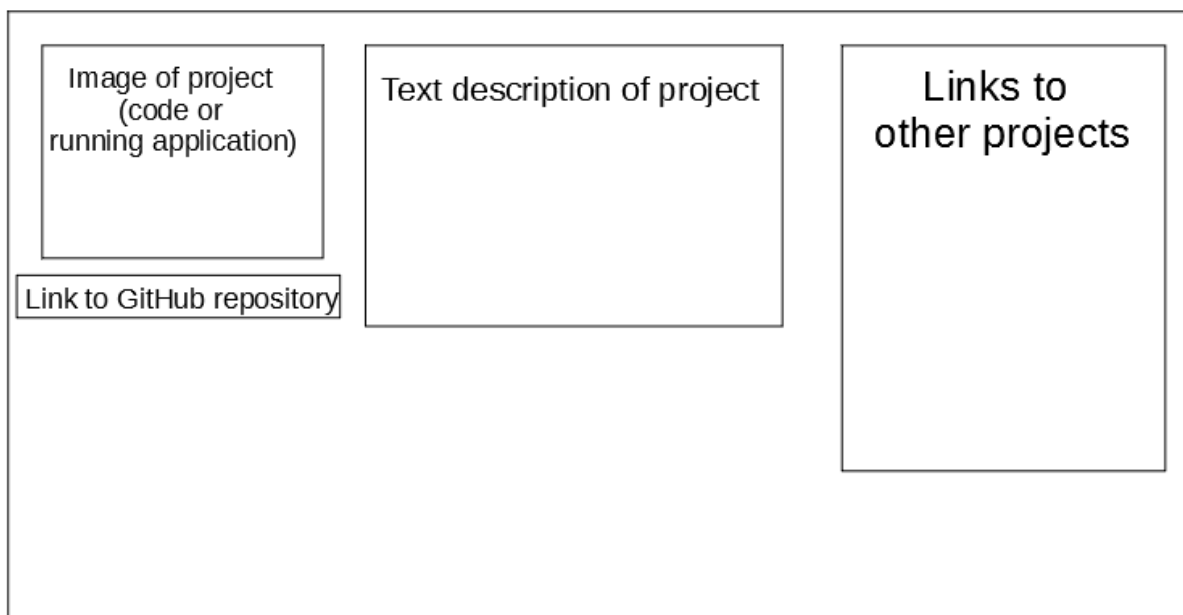 Image of project
(code or
running application)
Link to GitHub repository
Text description of project
Links to
other projects